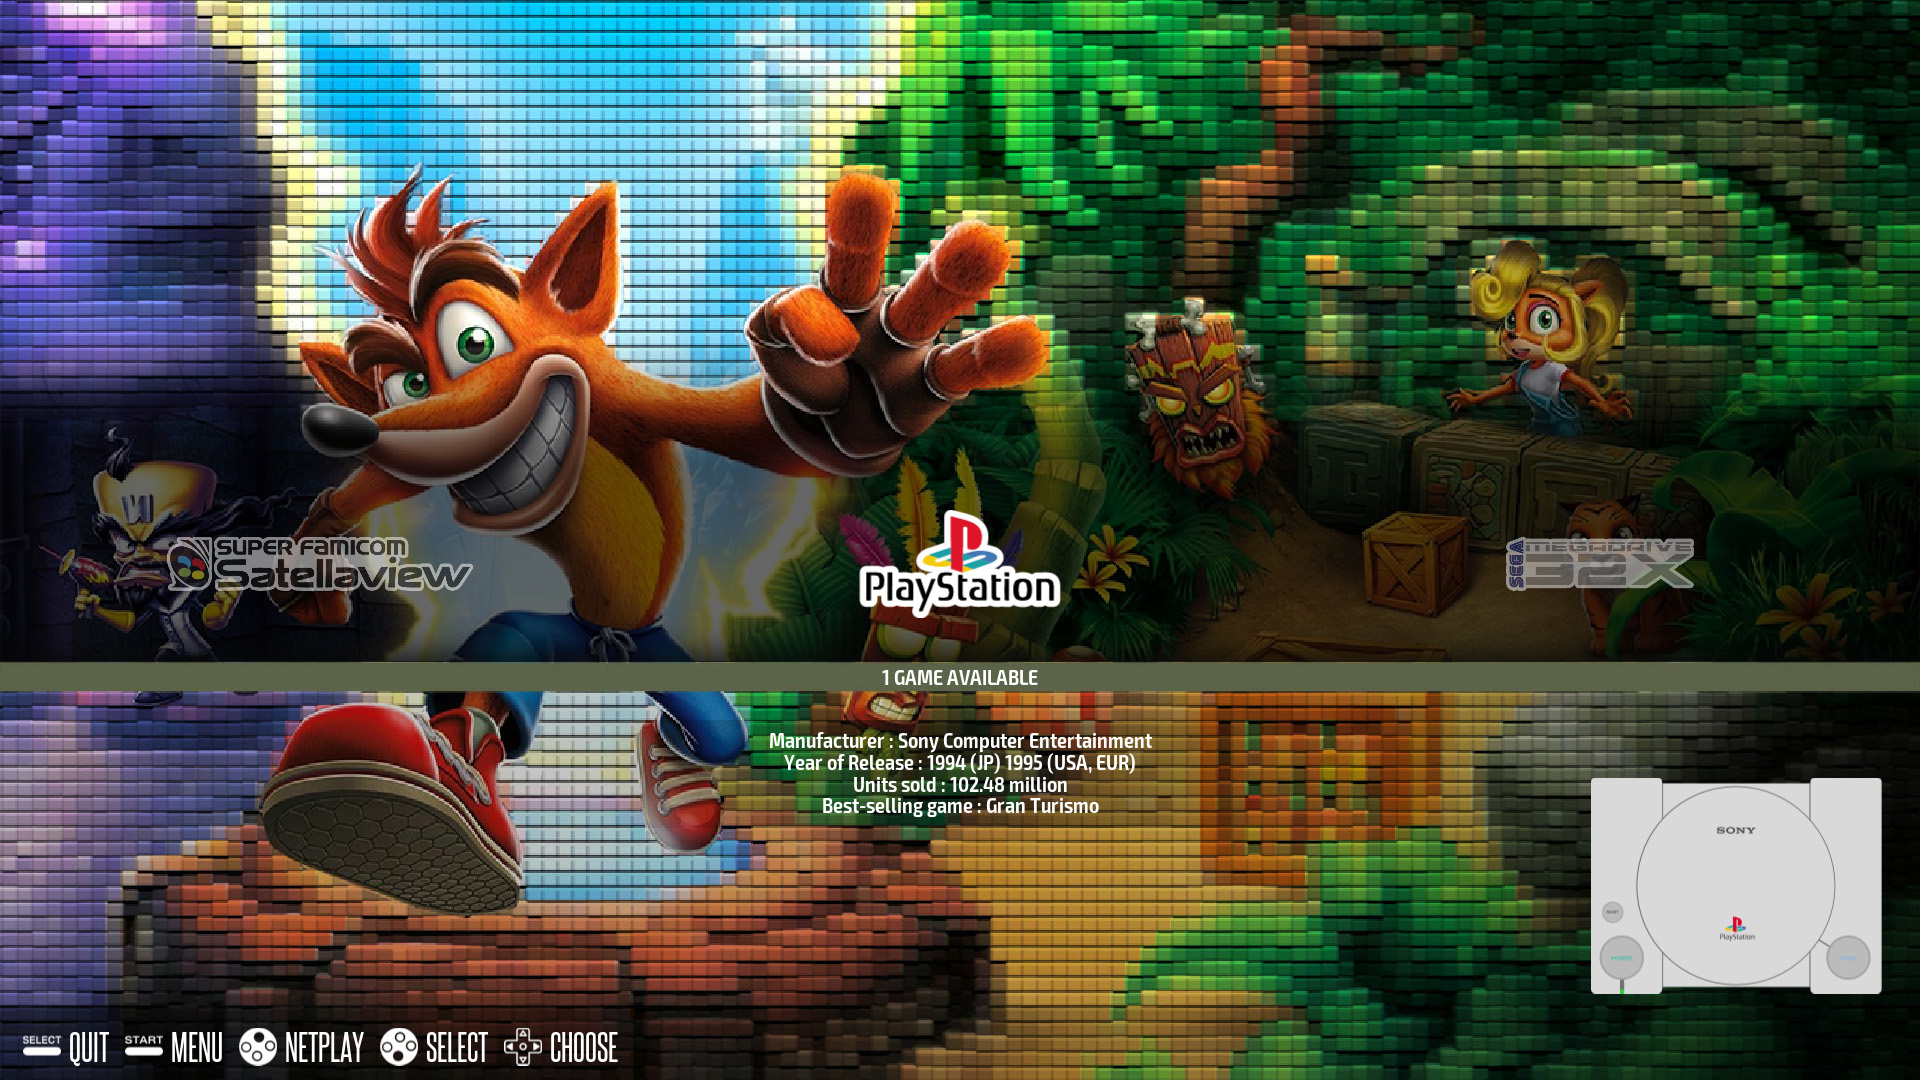 SUPER FAMICOM
Satellaview
PlayStation
SEGA
MEGADRIVE
32X
1 GAME AVAILABLE
Manufacturer : Sony Computer Entertainment
Year of Release : 1994 (JP) 1995 (USA, EUR)
Units sold : 102.48 million
Best-selling game : Gran Turismo
SONY
PlayStation
POWER
SELECT QUIT START MENU NETPLAY SELECT CHOOSE